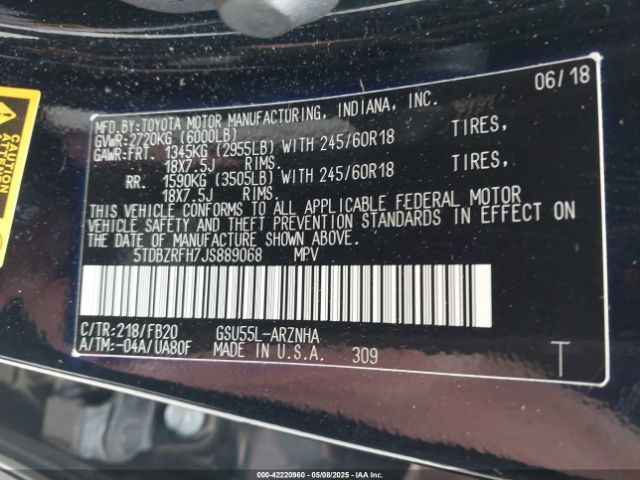 06/18
MFD.BY:TOYOTA MOTOR MANUFACTURING, INDIANA, INC.
GVWR:2720KG (6000LB)
GAWR:FRT. 1345KG (2955LB) WITH 245/60R18 TIRES,
18X7.5J RIMS.
RR. 1590KG (3505LB) WITH 245/60R18 TIRES,
18X7.5J RIMS.
THIS VEHICLE CONFORMS TO ALL APPLICABLE FEDERAL MOTOR
VEHICLE SAFETY AND THEFT PREVENTION STANDARDS IN EFFECT ON
THE DATE OF MANUFACTURE SHOWN ABOVE.
5TDBZRFH7JS889068 MPV
C/TR:218/FB20 GSU55L-ARZNHA
A/TM:-04A/UA80F MADE IN U.S.A. 309
T
CAUTION
ATTENTION
000-42220960 - 05/08/2025 - IAA Inc.